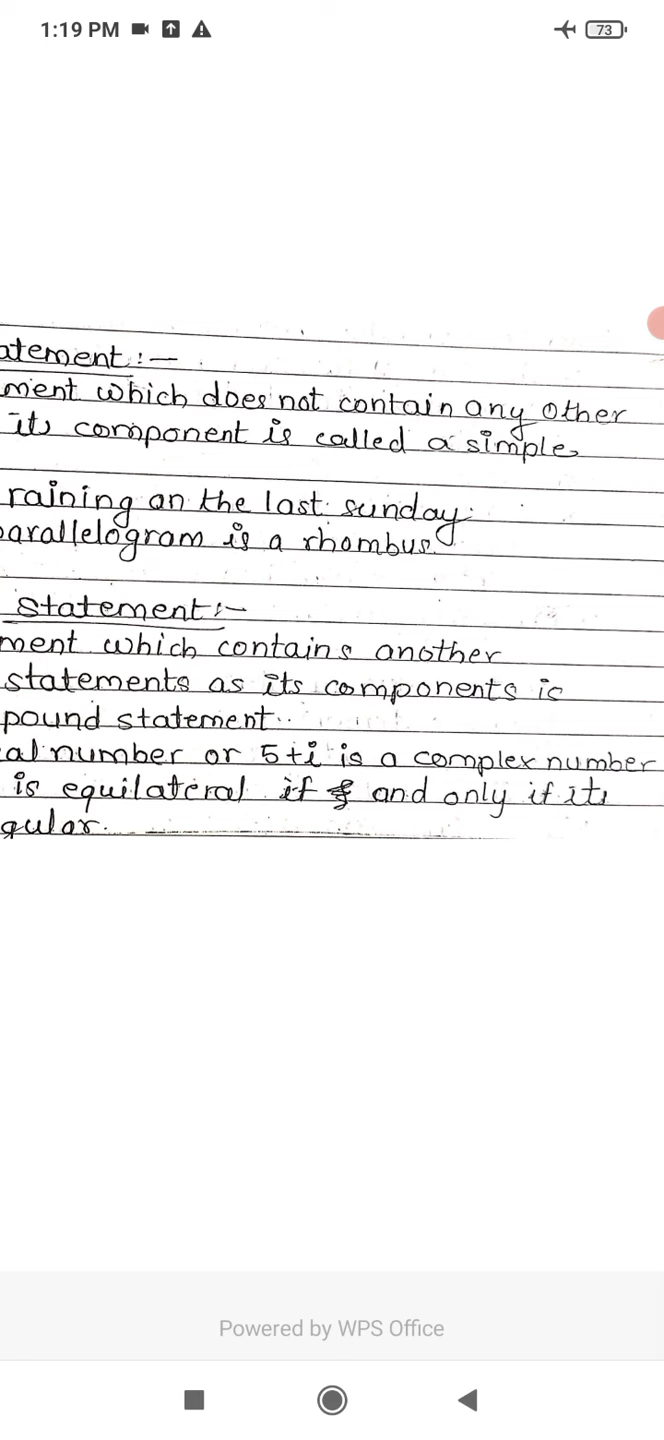 1:19 PM
73
atement:-
ment which does not contain any other
its component is called a simple
raining on the last sunday.
parallelogram is a rhombus.
statement:-
ment which contains another
statements as its components is
pound statement.
al number or 5+i is a complex number
is equilateral if and only if its
gular.
Powered by WPS Office